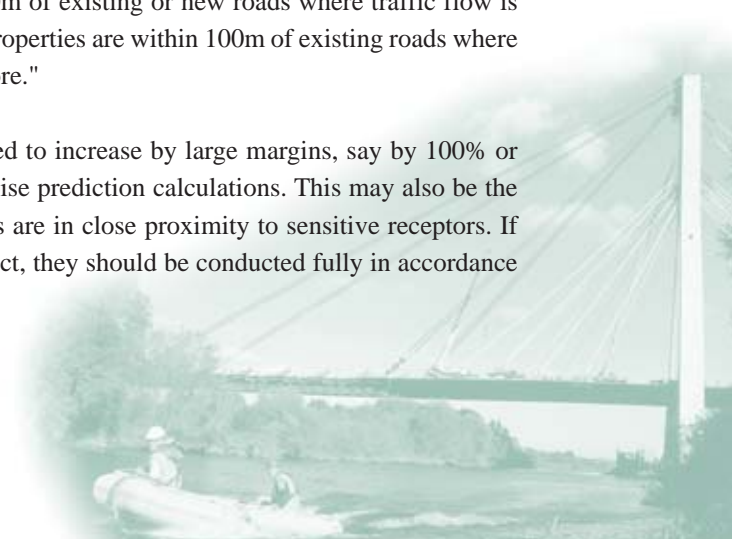 m of existing or new roads where traffic flow is
roperties are within 100m of existing roads where
re."
ed to increase by large margins, say by 100% or
ise prediction calculations. This may also be the
s are in close proximity to sensitive receptors. If
ct, they should be conducted fully in accordance